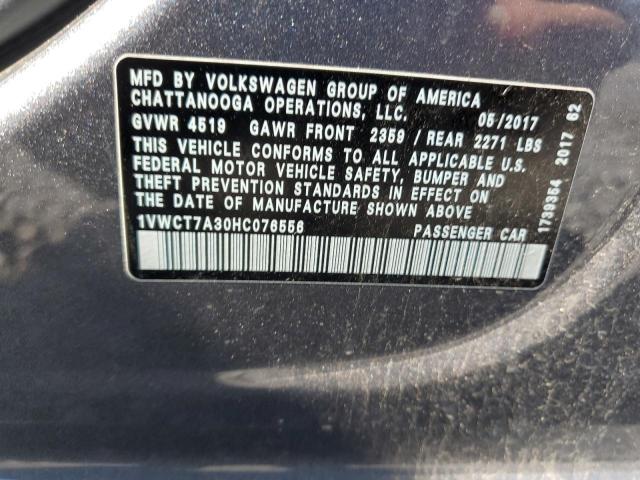 MFD BY VOLKSWAGEN GROUP OF AMERICA
CHATTANOOGA OPERATIONS, LLC. 05/2017
GVWR 4519 GAWR FRONT 2359 / REAR 2271 LBS
THIS VEHICLE CONFORMS TO ALL APPLICABLE U.S.
FEDERAL MOTOR VEHICLE SAFETY, BUMPER AND
THEFT PREVENTION STANDARDS IN EFFECT ON
THE DATE OF MANUFACTURE SHOWN ABOVE.
1VWCT7A30HC076556 PASSENGER CAR
1739364 2017 62